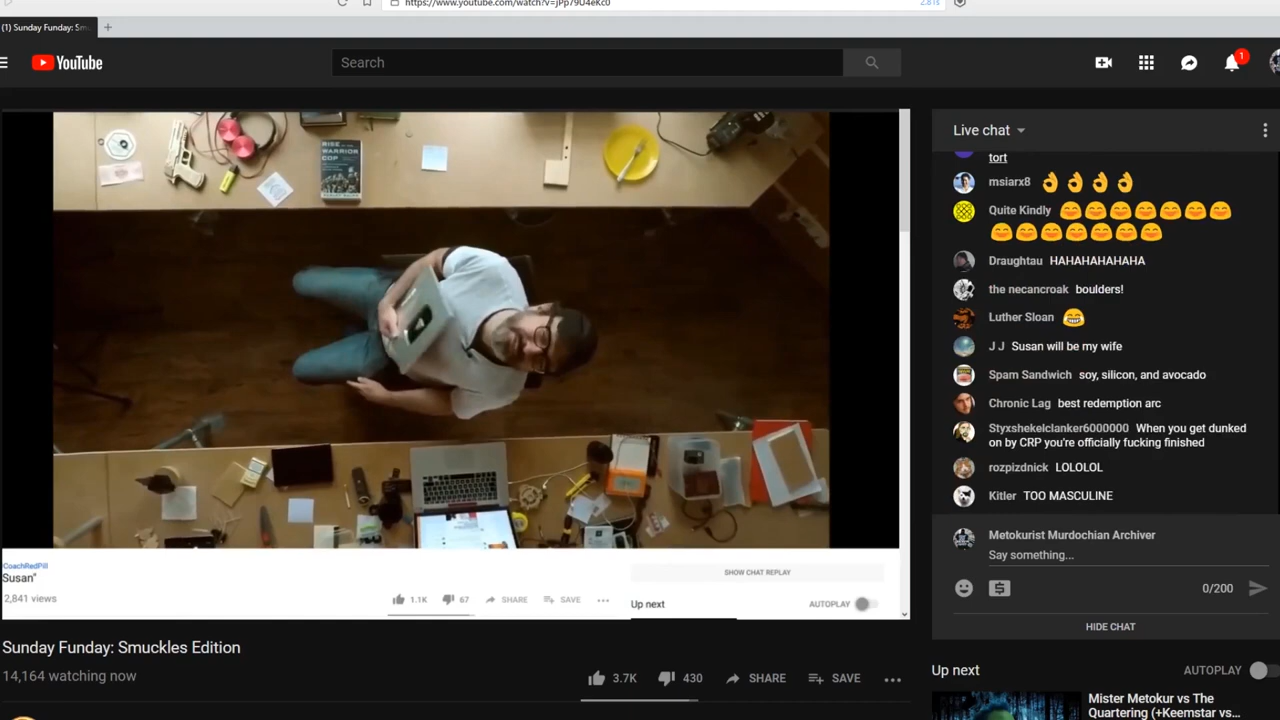 https://www.youtube.com/watch?v=jPp79U4eKc0
2.81s
(1) Sunday Funday: Sm
YouTube
Search
1
RISE OF THE
WARRIOR
COP
CoachRedPill
Susan"
2,841 views
1.1K
67
SHARE
SAVE
SHOW CHAT REPLAY
Up next
AUTOPLAY
Sunday Funday: Smuckles Edition
14,164 watching now
3.7K
430
SHARE
SAVE
Live chat
tort
msiarx8 👌 👌 👌 👌
Quite Kindly 😊😊😊😊😊😊😊
😊😊😊😊😊😊😊
Draughtau HAHAHAHAHAHA
the necancroak boulders!
Luther Sloan 😂
J J Susan will be my wife
Spam Sandwich soy, silicon, and avocado
Chronic Lag best redemption arc
Styxshekelclanker6000000 When you get dunked
on by CRP you're officially fucking finished
rozpizdnick LOLOLOL
Kitler TOO MASCULINE
Metokurist Murdochian Archiver
Say something...
0/200
HIDE CHAT
Up next
AUTOPLAY
Mister Metokur vs The
Quartering (+Keemstar vs...